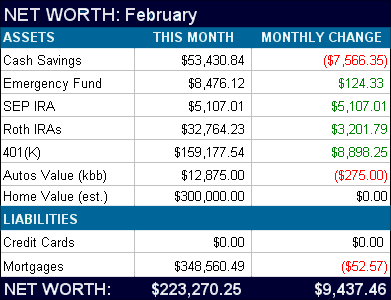 NET WORTH: February
ASSETS THIS MONTH MONTHLY CHANGE
Cash Savings $53,430.84 ($7,566.35)
Emergency Fund $8,476.12 $124.33
SEP IRA $5,107.01 $5,107.01
Roth IRAs $32,764.23 $3,201.79
401(K) $159,177.54 $8,898.25
Autos Value (kbb) $12,875.00 ($275.00)
Home Value (est.) $300,000.00 $0.00
LIABILITIES
Credit Cards $0.00 $0.00
Mortgages $348,560.49 ($52.57)
NET WORTH: $223,270.25 $9,437.46